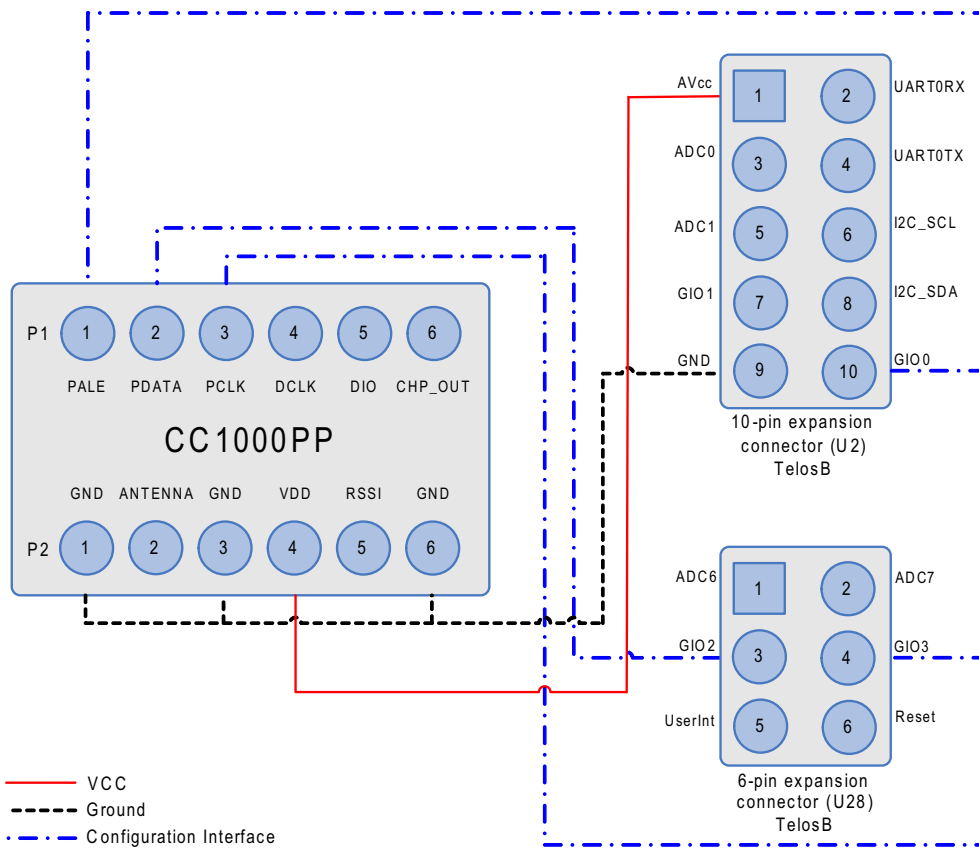 AVcc 1 2 UART0RX
ADC0 3 4 UART0TX
ADC1 5 6 I2C_SCL
GIO1 7 8 I2C_SDA
GND 9 10 GIO0
10-pin expansion
connector (U2)
TelosB
P1 1 2 3 4 5 6
PALE PDATA PCLK DCLK DIO CHP_OUT
CC1000PP
GND ANTENNA GND VDD RSSI GND
P2 1 2 3 4 5 6
ADC6 1 2 ADC7
GIO2 3 4 GIO3
UserInt 5 6 Reset
6-pin expansion
connector (U28)
TelosB
VCC
Ground
Configuration Interface